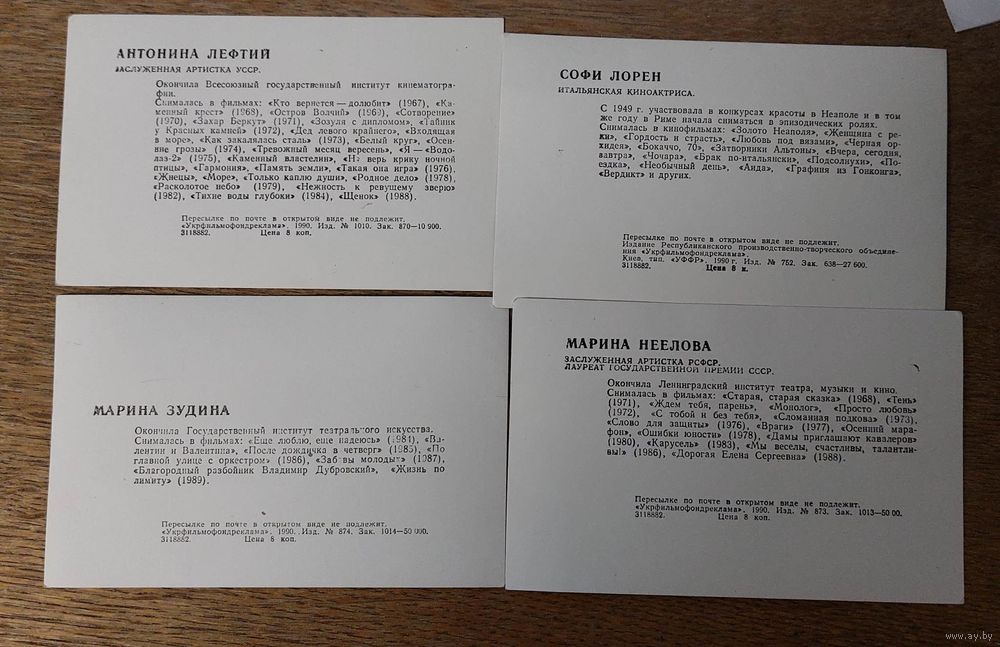 АНТОНИНА ЛЕФТИЙ
ЗАСЛУЖЕННАЯ АРТИСТКА УССР.
Окончила Всесоюзный государственный институт кинематогра-
фии.
Снималась в фильмах: «Кто вернется — долюбит» (1967), «Ка-
менный крест» (1968), «Остров Волчий» (1969), «Сотворение»
(1970), «Захар Беркут» (1971), «Зозуля с дипломом», «Табачник
у Красных камней» (1972), «Дед левого крайнего», «Входящая
в море», «Как закалялась сталь» (1973), «Белый круг», «Осен-
ние грозы» (1974), «Тревожный месяц вересень», «Я — «Водо-
лаз-2» (1975), «Каменный властелин», «Не верь крику ночной
птицы», «Гармония», «Память земли», «Такая она игра» (1976),
«Жнецы», «Море», «Только каплю души», «Родное дело» (1978),
«Расколотое небо» (1979), «Нежность к ревущему зверю»
(1982), «Тихие воды глубоки» (1984), «Щенок» (1988).
Пересылке по почте в открытом виде не подлежит.
«Укрфильмофондреклама». 1990. Изд. № 1010. Зак. 870—10 900.
3118882. Цена 8 коп.
СОФИ ЛОРЕН
ИТАЛЬЯНСКАЯ КИНОАКТРИСА.
С 1949 г. участвовала в конкурсах красоты в Неаполе и в том
же году в Риме начала сниматься в эпизодических ролях.
Снималась в кинофильмах: «Золото Неаполя», «Женщина с ре-
ки», «Гордость и страсть», «Любовь под вязами», «Черная ор-
хидея», «Бокаччо, 70», «Затворники Альтоны», «Вчера, сегодня,
завтра», «Чочара», «Брак по-итальянски», «Подсолнухи», «По-
ездка», «Необычный день», «Аида», «Графиня из Гонконга»,
«Вердикт» и других.
Пересылке по почте в открытом виде не подлежит.
Издание Республиканского производственно-творческого объедине-
ния «Укрфильмофондреклама».
Киев, тип. «УФФР», 1990 г. Изд. № 752. Зак. 638—27 600.
3118882. Цена 8 к.
МАРИНА ЗУДИНА
Окончила Государственный институт театрального искусства.
Снималась в фильмах: «Еще люблю, еще надеюсь» (1981), «Ва-
лентин и Валентина», «После дождичка в четверг» (1985), «По
главной улице с оркестром» (1986), «Забавы молодых» (1987),
«Благородный разбойник Владимир Дубровский», «Жизнь по
лимиту» (1989).
Пересылке по почте в открытом виде не подлежит.
«Укрфильмофондреклама». 1990. Изд. № 874. Зак. 1014—50 000.
3118882. Цена 8 коп.
МАРИНА НЕЕЛОВА
ЗАСЛУЖЕННАЯ АРТИСТКА РСФСР.
ЛАУРЕАТ ГОСУДАРСТВЕННОЙ ПРЕМИИ СССР.
Окончила Ленинградский институт театра, музыки и кино.
Снималась в фильмах: «Старая, старая сказка» (1968), «Тень»
(1971), «Ждем тебя, парень», «Монолог», «Просто любовь»
(1972), «С тобой и без тебя», «Сломанная подкова» (1973),
«Слово для защиты» (1976), «Враги» (1977), «Осенний мара-
фон», «Ошибки юности» (1978), «Дамы приглашают кавалеров»
(1980), «Карусель» (1983), «Мы веселы, счастливы, талантли-
вы!» (1986), «Дорогая Елена Сергеевна» (1988).
Пересылке по почте в открытом виде не подлежит.
«Укрфильмофондреклама». 1990. Изд. № 873. Зак. 1013—50 00.
3118882. Цена 8 коп.
www.ay.by